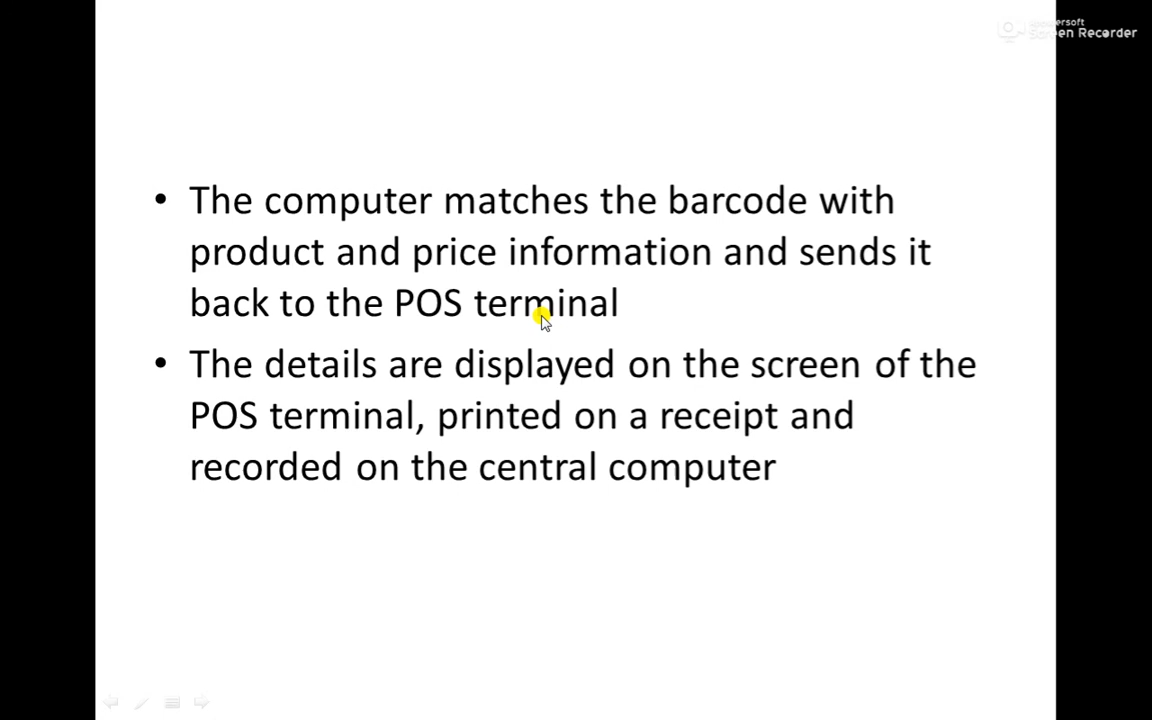 Screen Recorder
• The computer matches the barcode with
product and price information and sends it
back to the POS terminal
• The details are displayed on the screen of the
POS terminal, printed on a receipt and
recorded on the central computer